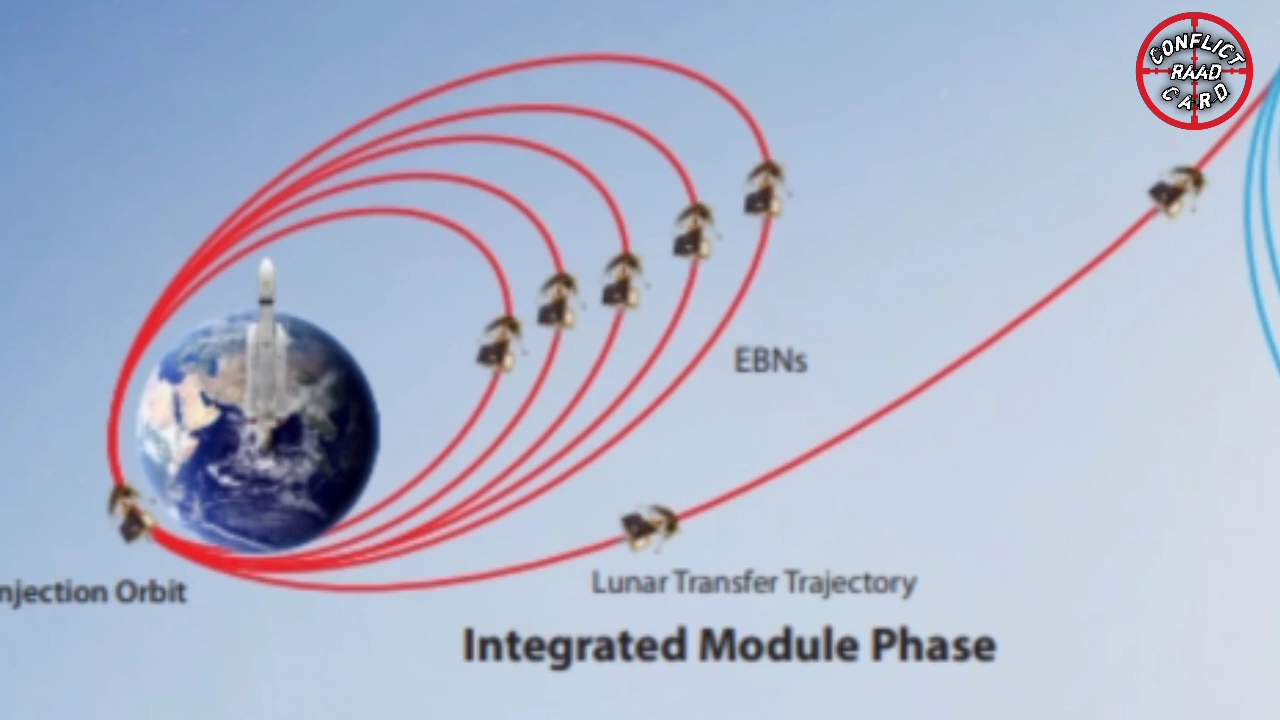 CONFLICT
RAAD
CARD
EBNs
Lunar Transfer Trajectory
njection Orbit
Integrated Module Phase